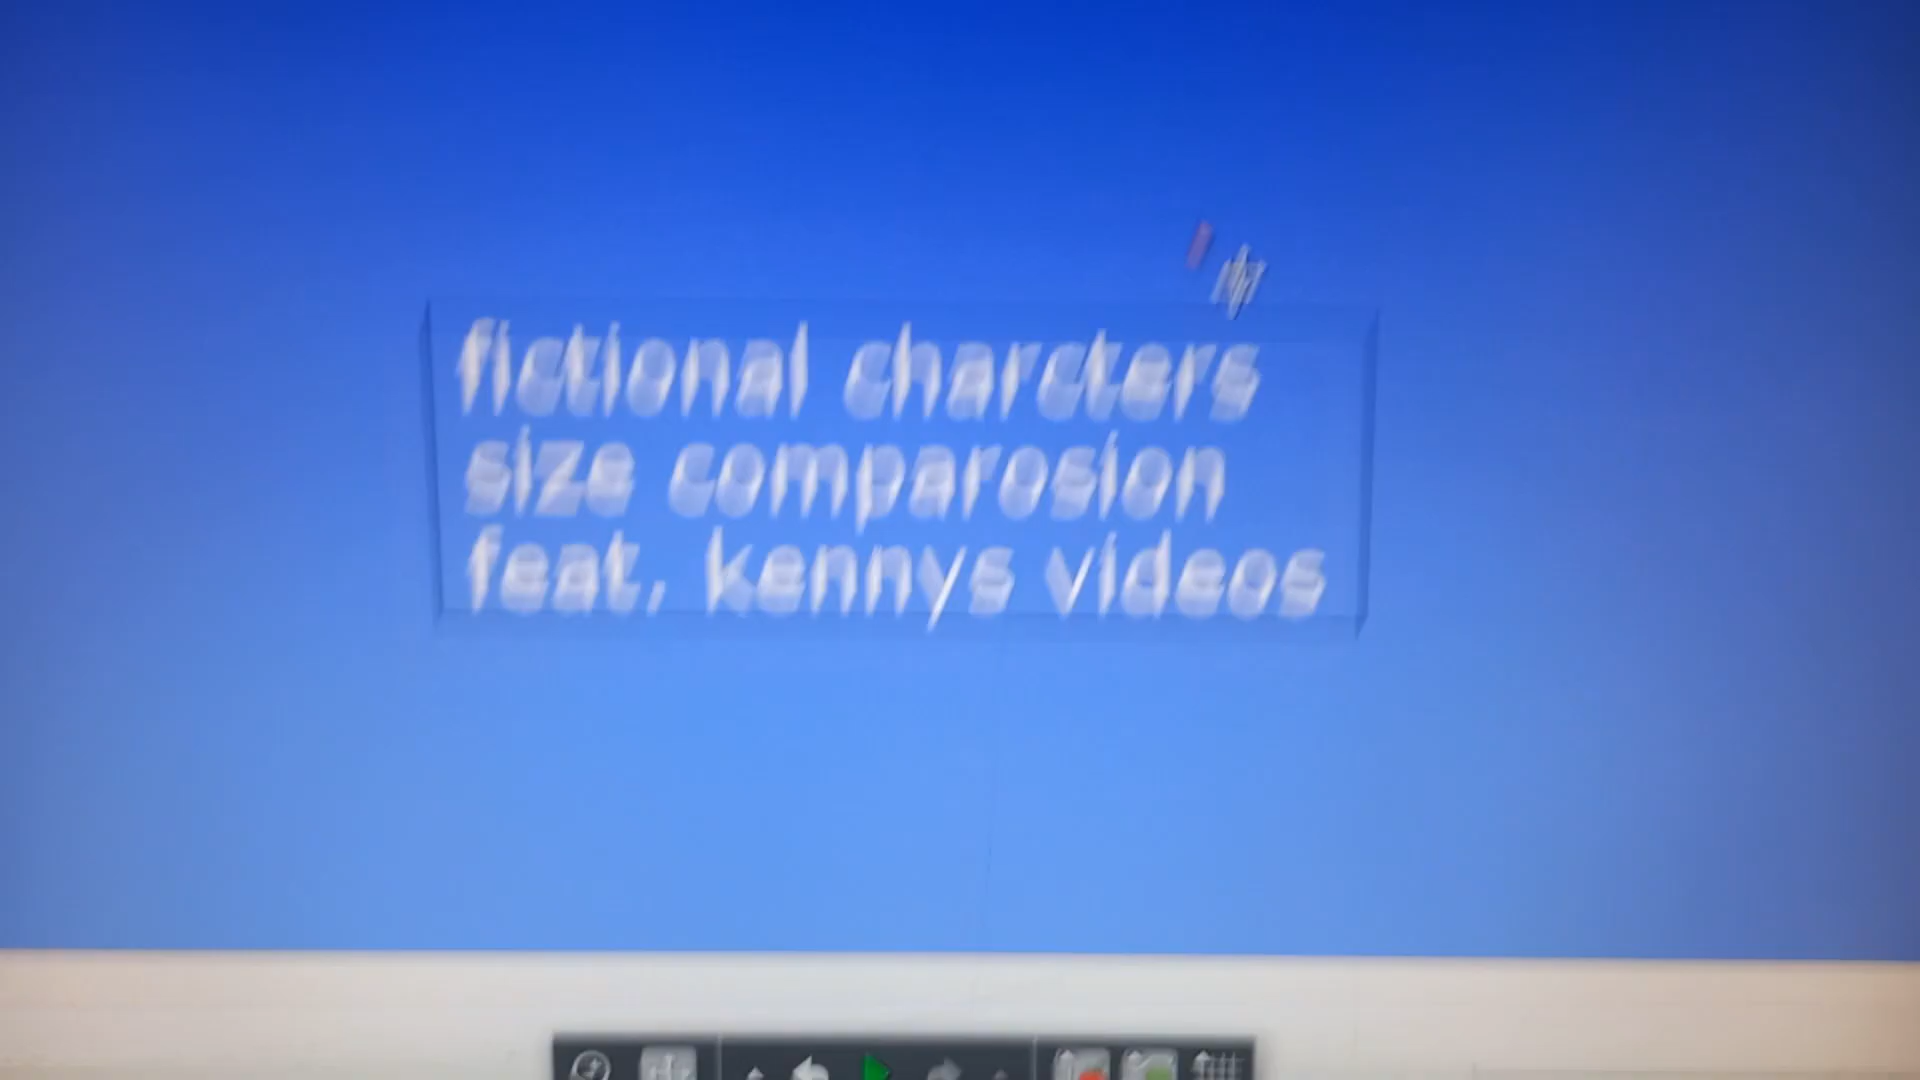 fictional charcters
size comparosion
feat, kennys videos